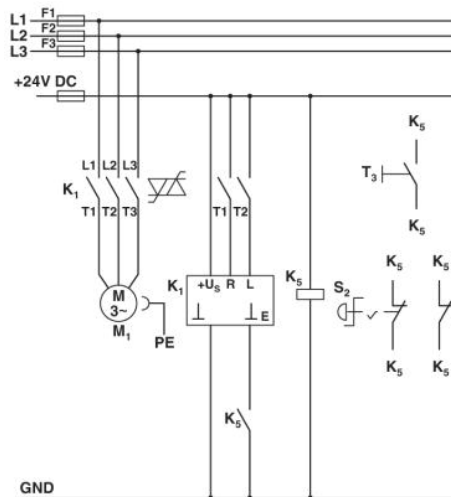 L1 F1
L2 F2
L3 F3
+24V DC
K5
L1 L2 L3
T3
K1
T1 T2 T3 T1 T2
K5
K1 +US R L K5 S2 K5 K5
M
3~
E
M1
PE
K5 K5
K5
GND